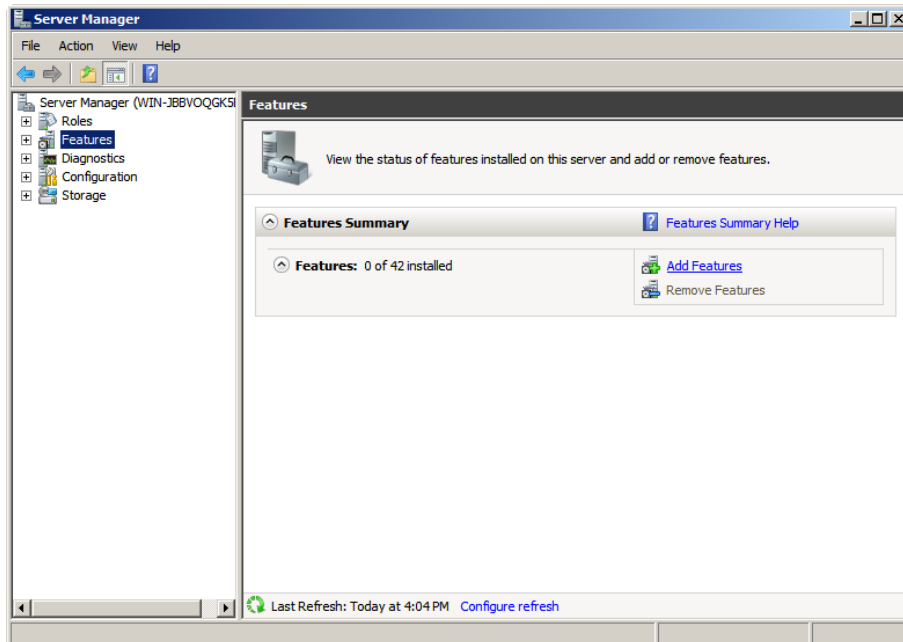 Server Manager
File Action View Help
Server Manager (WIN-JBBVOQGK5I
Roles
Features
Diagnostics
Configuration
Storage
Features
View the status of features installed on this server and add or remove features.
Features Summary
Features Summary Help
Features: 0 of 42 installed
Add Features
Remove Features
Last Refresh: Today at 4:04 PM Configure refresh